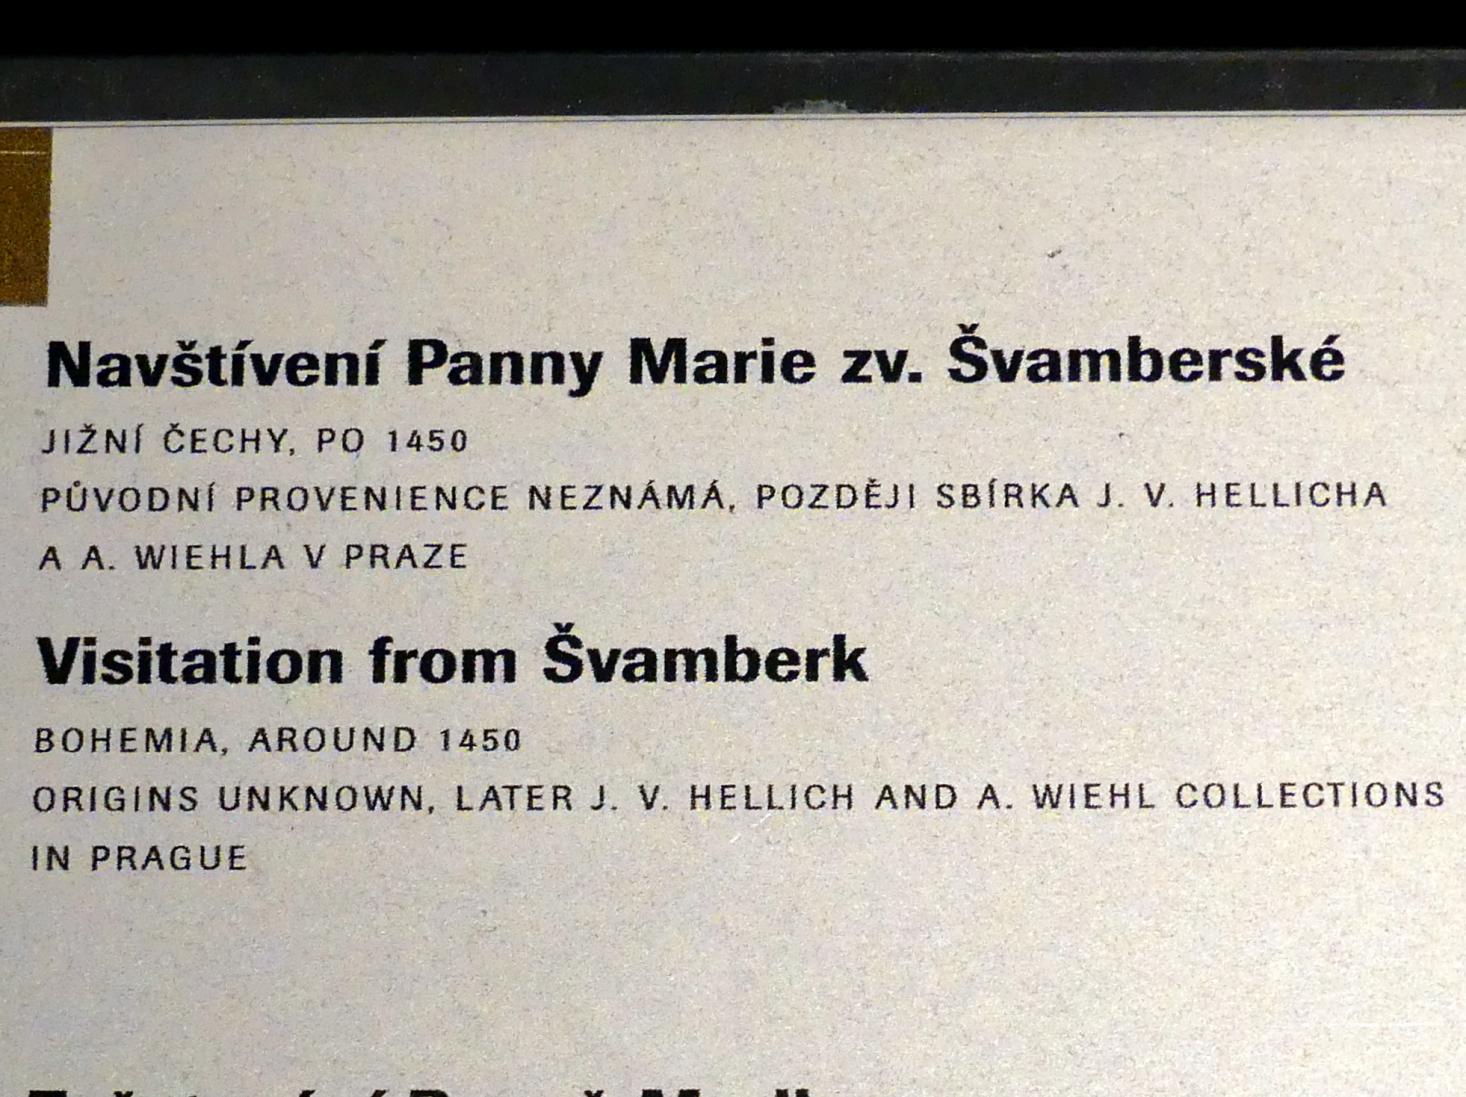 Navštívení Panny Marie zv. Švamberské
JIŽNÍ ČECHY, PO 1450
PŮVODNÍ PROVENIENCE NEZNÁMÁ, POZDĚJI SBÍRKA J. V. HELLICHA
A A. WIEHLA V PRAZE
Visitation from Švamberk
BOHEMIA, AROUND 1450
ORIGINS UNKNOWN, LATER J. V. HELLICH AND A. WIEHL COLLECTIONS
IN PRAGUE